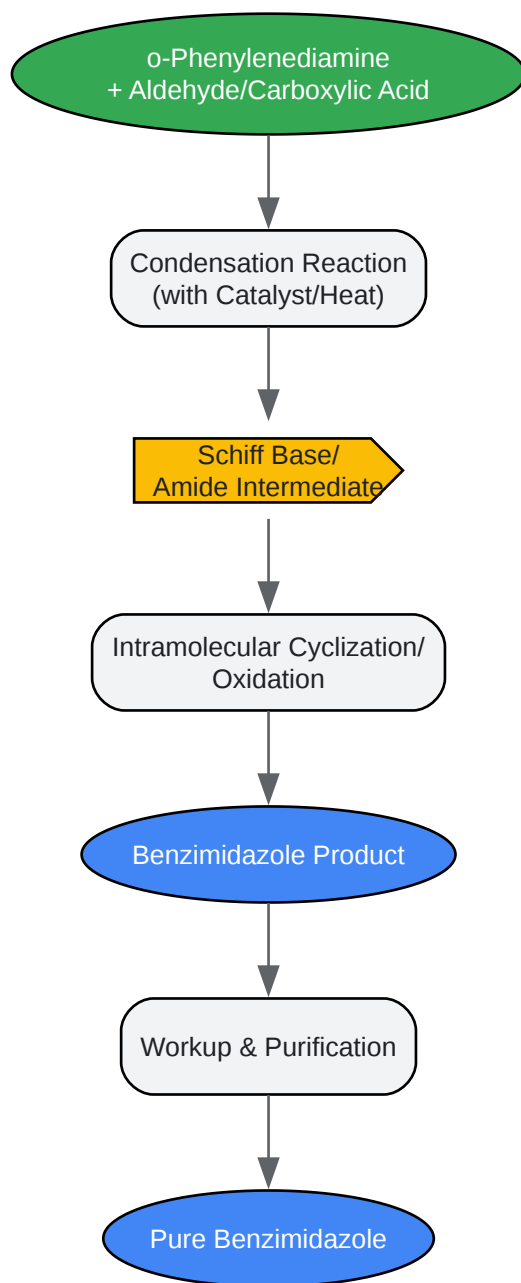 o-Phenylenediamine
+ Aldehyde/Carboxylic Acid
Condensation Reaction
(with Catalyst/Heat)
Schiff Base/
Amide Intermediate
Intramolecular Cyclization/
Oxidation
Benzimidazole Product
Workup & Purification
Pure Benzimidazole